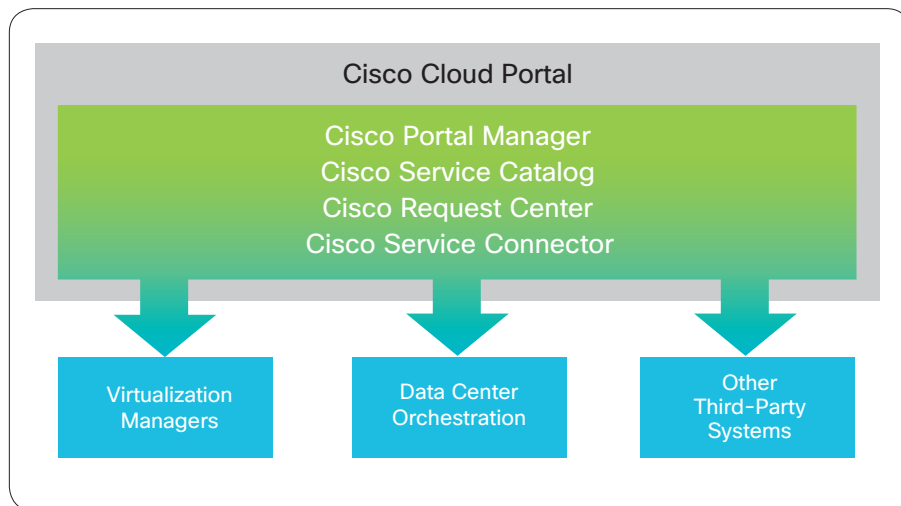 Cisco Cloud Portal
Cisco Portal Manager
Cisco Service Catalog
Cisco Request Center
Cisco Service Connector
Virtualization
Managers
Data Center
Orchestration
Other
Third-Party
Systems